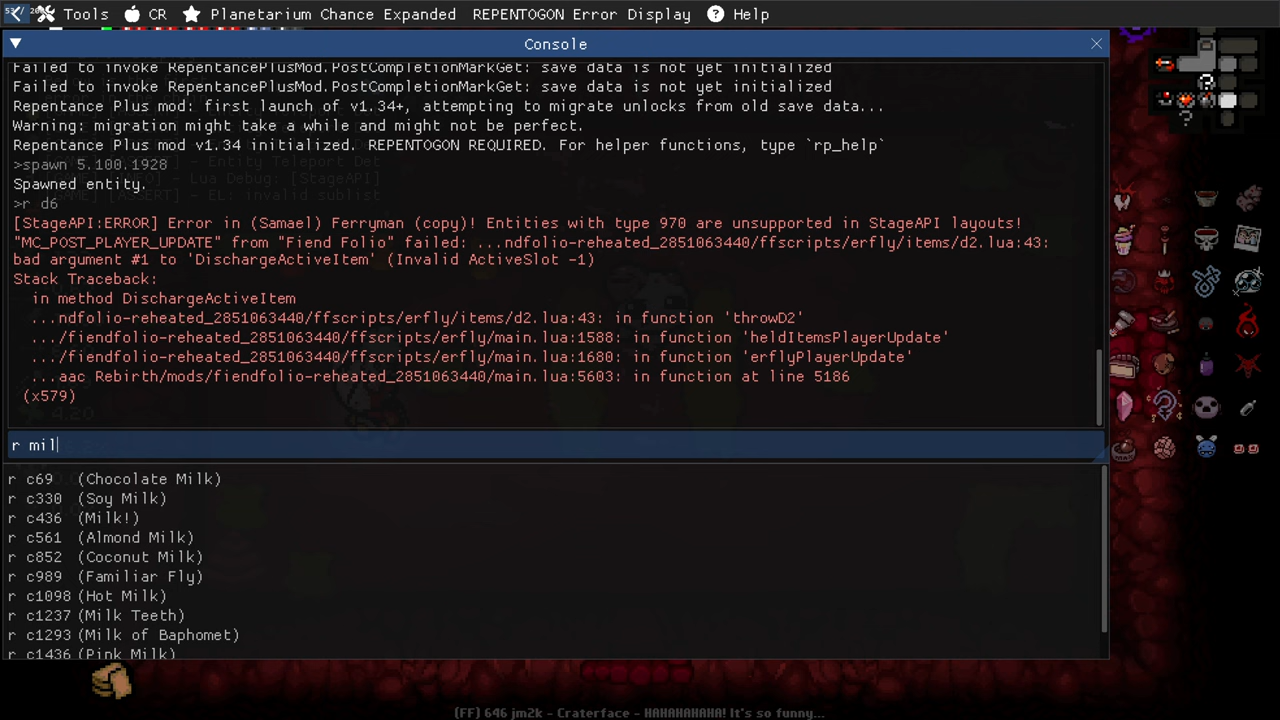 Tools CR Planetarium Chance Expanded REPENTOGON Error Display Help
Console
Failed to invoke RepentancePlusMod.PostCompletionMarkGet: save data is not yet initialized
Failed to invoke RepentancePlusMod.PostCompletionMarkGet: save data is not yet initialized
Repentance Plus mod: first launch of v1.34+, attempting to migrate unlocks from old save data...
Warning: migration might take a while and might not be perfect.
Repentance Plus mod v1.34 initialized. REPENTOGON REQUIRED. For helper functions, type `rp_help`
>spawn 5.100.1928
Spawned entity.
>r d6
[StageAPI:ERROR] Error in (Samael) Ferryman (copy)! Entities with type 970 are unsupported in StageAPI layouts!
"MC_POST_PLAYER_UPDATE" from "Fiend Folio" failed: ...ndfolio-reheated_2851063440/ffscripts/erfly/items/d2.lua:43:
bad argument #1 to 'DischargeActiveItem' (Invalid ActiveSlot -1)
Stack Traceback:
in method DischargeActiveItem
...ndfolio-reheated_2851063440/ffscripts/erfly/items/d2.lua:43: in function 'throwD2'
.../fiendfolio-reheated_2851063440/ffscripts/erfly/main.lua:1588: in function 'heldItemsPlayerUpdate'
.../fiendfolio-reheated_2851063440/ffscripts/erfly/main.lua:1680: in function 'erflyPlayerUpdate'
...aac Rebirth/mods/fiendfolio-reheated_2851063440/main.lua:5603: in function at line 5186
(x579)
r mil
r c69 (Chocolate Milk)
r c330 (Soy Milk)
r c436 (Milk!)
r c561 (Almond Milk)
r c852 (Coconut Milk)
r c989 (Familiar Fly)
r c1098 (Hot Milk)
r c1237 (Milk Teeth)
r c1293 (Milk of Baphomet)
r c1436 (Pink Milk)
(FF) 646 jm2k - Craterface - HAHAHAHAHA! It's so funny...